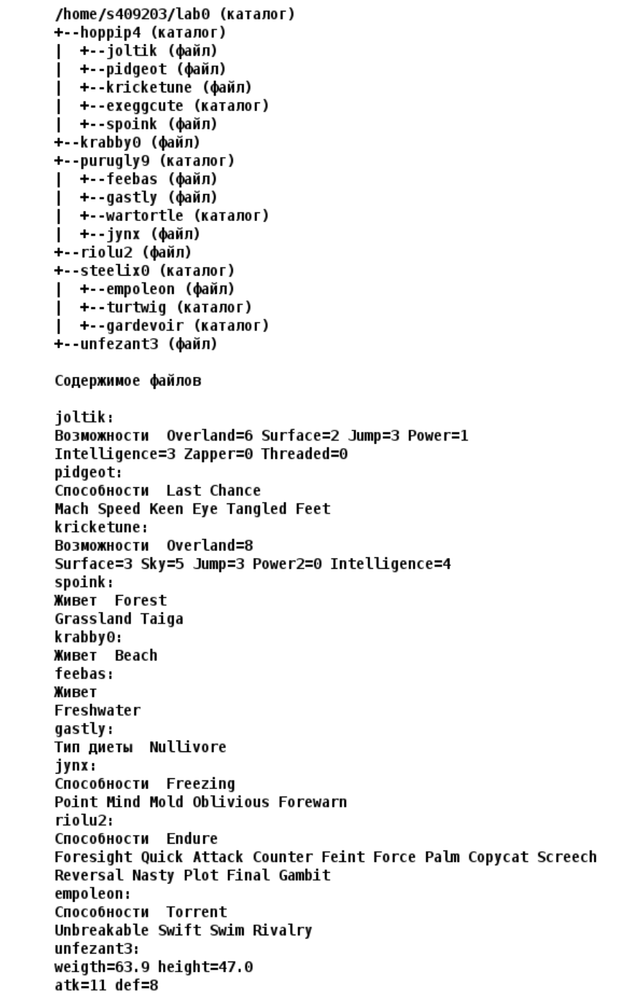 /home/s409203/lab0 (каталог)
+--hoppip4 (каталог)
|  +--joltik (файл)
|  +--pidgeot (файл)
|  +--kricketune (файл)
|  +--exeggcute (каталог)
|  +--spoink (файл)
+--krabby0 (файл)
+--purugly9 (каталог)
|  +--feebas (файл)
|  +--gastly (файл)
|  +--wartortle (каталог)
|  +--jynx (файл)
+--riolu2 (файл)
+--steelix0 (каталог)
|  +--empoleon (файл)
|  +--turtwig (каталог)
|  +--gardevoir (каталог)
+--unfezant3 (файл)
Содержимое файлов
joltik:
Возможности  Overland=6 Surface=2 Jump=3 Power=1
Intelligence=3 Zapper=0 Threaded=0
pidgeot:
Способности  Last Chance
Mach Speed Keen Eye Tangled Feet
kricketune:
Возможности  Overland=8
Surface=3 Sky=5 Jump=3 Power2=0 Intelligence=4
spoink:
Живет  Forest
Grassland Taiga
krabby0:
Живет  Beach
feebas:
Живет
Freshwater
gastly:
Тип диеты  Nullivore
jynx:
Способности  Freezing
Point Mind Mold Oblivious Forewarn
riolu2:
Способности  Endure
Foresight Quick Attack Counter Feint Force Palm Copycat Screech
Reversal Nasty Plot Final Gambit
empoleon:
Способности  Torrent
Unbreakable Swift Swim Rivalry
unfezant3:
weigth=63.9 height=47.0
atk=11 def=8